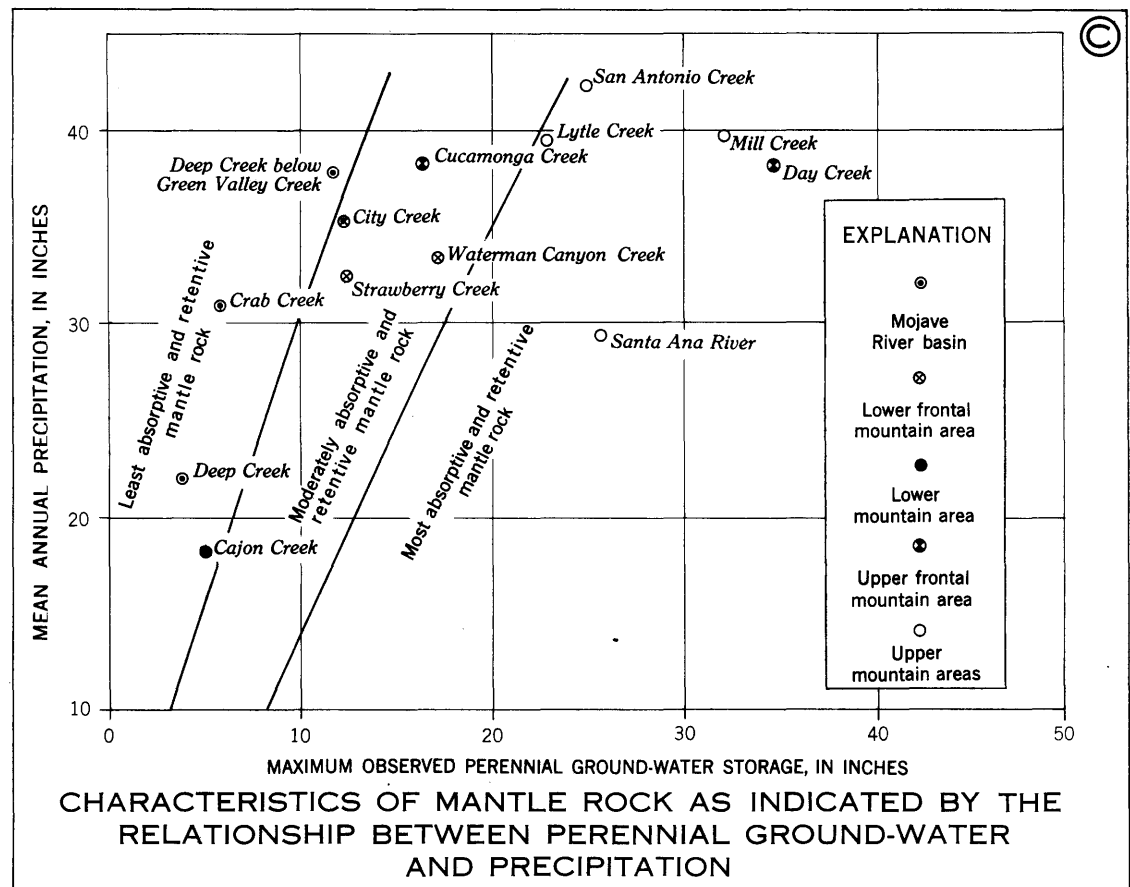 ©
San Antonio Creek
40
Lytle Creek
Mill Creek
Cucamonga Creek
Day Creek
Deep Creek below
Green Valley Creek
City Creek
Waterman Canyon Creek
Strawberry Creek
Crab Creek
30
Santa Ana River
Deep Creek
20
Cajon Creek
10
MEAN ANNUAL PRECIPITATION, IN INCHES
Least absorptive and retentive
mantle rock
Moderately absorptive and
retentive mantle rock
Most absorptive and retentive
mantle rock
EXPLANATION
Mojave
River basin
Lower frontal
mountain area
Lower
mountain area
Upper frontal
mountain area
Upper
mountain areas
0 10 20 30 40 50
MAXIMUM OBSERVED PERENNIAL GROUND-WATER STORAGE, IN INCHES
CHARACTERISTICS OF MANTLE ROCK AS INDICATED BY THE
RELATIONSHIP BETWEEN PERENNIAL GROUND-WATER
AND PRECIPITATION